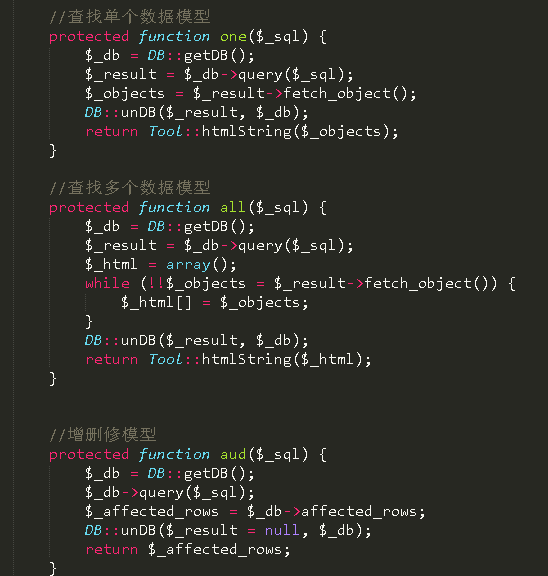 //查找单个数据模型
protected function one($_sql) {
$_db = DB::getDB();
$_result = $_db->query($_sql);
$_objects = $_result->fetch_object();
DB::unDB($_result, $_db);
return Tool::htmlString($_objects);
}
//查找多个数据模型
protected function all($_sql) {
$_db = DB::getDB();
$_result = $_db->query($_sql);
$_html = array();
while (!!$_objects = $_result->fetch_object()) {
$_html[] = $_objects;
}
DB::unDB($_result, $_db);
return Tool::htmlString($_html);
}
//增删修模型
protected function aud($_sql) {
$_db = DB::getDB();
$_db->query($_sql);
$_affected_rows = $_db->affected_rows;
DB::unDB($_result = null, $_db);
return $_affected_rows;
}